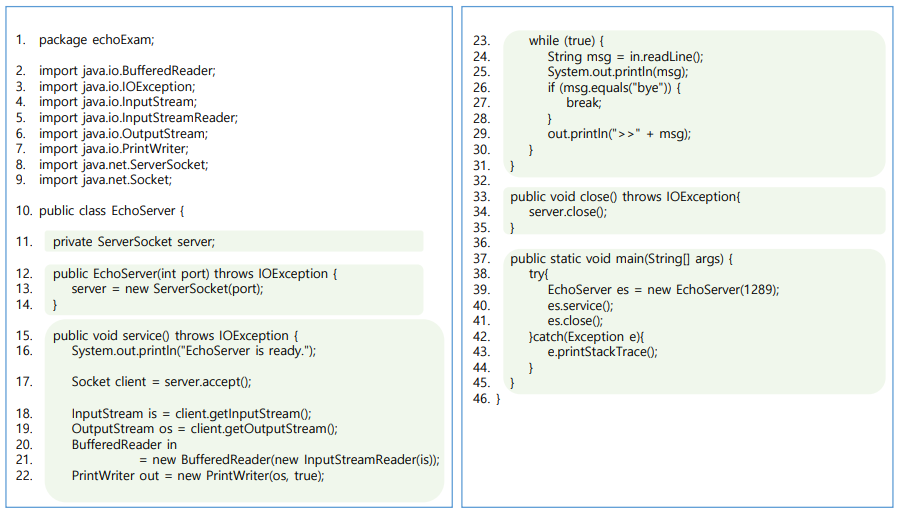 1. package echoExam;
2. import java.io.BufferedReader;
3. import java.io.IOException;
4. import java.io.InputStream;
5. import java.io.InputStreamReader;
6. import java.io.OutputStream;
7. import java.io.PrintWriter;
8. import java.net.ServerSocket;
9. import java.net.Socket;
10. public class EchoServer {
11. private ServerSocket server;
12. public EchoServer(int port) throws IOException {
13. server = new ServerSocket(port);
14. }
15. public void service() throws IOException {
16. System.out.println("EchoServer is ready.");
17. Socket client = server.accept();
18. InputStream is = client.getInputStream();
19. OutputStream os = client.getOutputStream();
20. BufferedReader in
21. = new BufferedReader(new InputStreamReader(is));
22. PrintWriter out = new PrintWriter(os, true);
23. while (true) {
24. String msg = in.readLine();
25. System.out.println(msg);
26. if (msg.equals("bye")) {
27. break;
28. }
29. out.println(">>" + msg);
30. }
31. }
32.
33. public void close() throws IOException{
34. server.close();
35. }
36.
37. public static void main(String[] args) {
38. try{
39. EchoServer es = new EchoServer(1289);
40. es.service();
41. es.close();
42. }catch(Exception e){
43. e.printStackTrace();
44. }
45. }
46. }